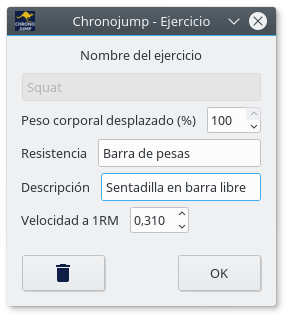 CHRONOJUMP
Chronojump - Ejercicio
Nombre del ejercicio
Squat
Peso corporal desplazado (%) 100
Resistencia Barra de pesas
Descripción Sentadilla en barra libre
Velocidad a 1RM 0,310
OK